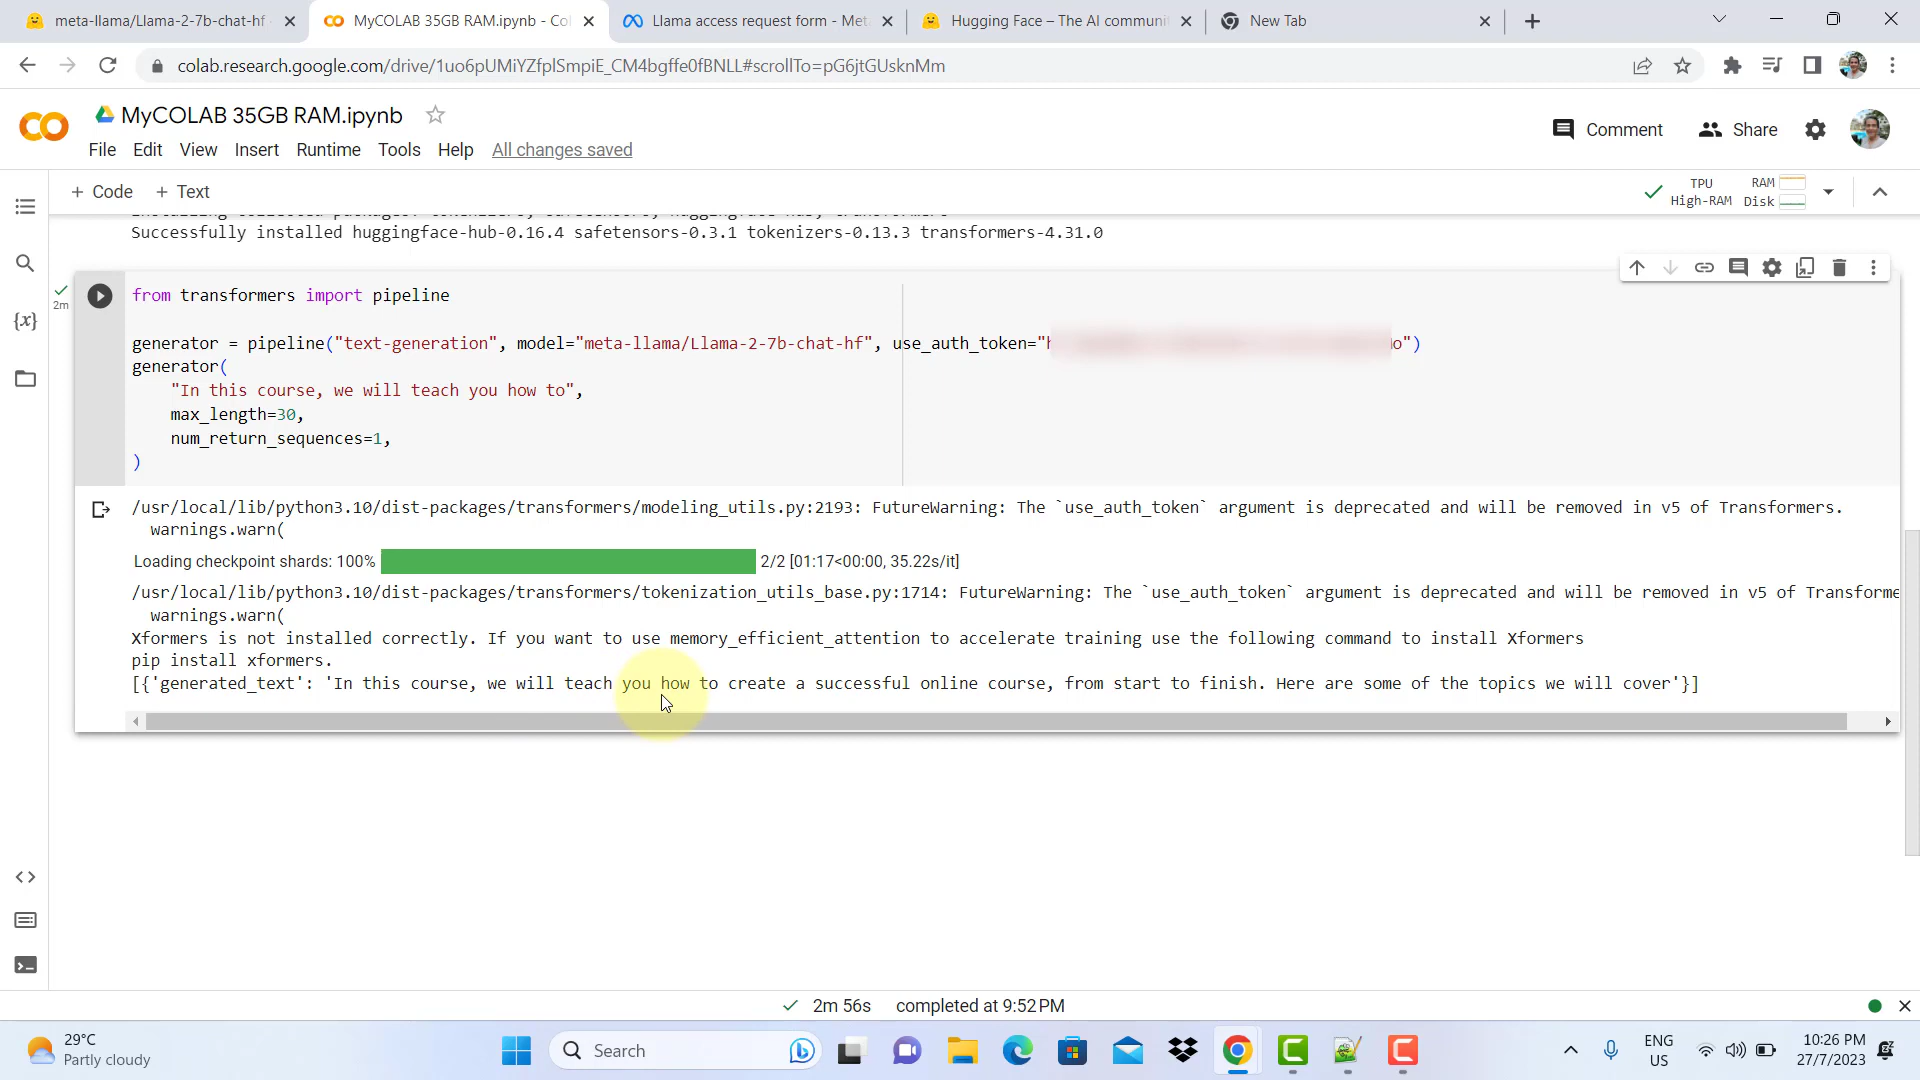 meta-llama/Llama-2-7b-chat-hf
MyCOLAB 35GB RAM.ipynb - Co
Llama access request form - Met
Hugging Face – The AI communi
New Tab
colab.research.google.com/drive/1uo6pUMiYZfplSmpiE_CM4bgffe0fBNLL#scrollTo=pG6jtGUsknMm
MyCOLAB 35GB RAM.ipynb
Comment
Share
File Edit View Insert Runtime Tools Help All changes saved
+ Code + Text
TPU
High-RAM
RAM
Disk
Installing collected packages: tokenizers, safetensors, huggingface-hub, transformers
Successfully installed huggingface-hub-0.16.4 safetensors-0.3.1 tokenizers-0.13.3 transformers-4.31.0
2m
from transformers import pipeline
generator = pipeline("text-generation", model="meta-llama/Llama-2-7b-chat-hf", use_auth_token="h o")
generator(
"In this course, we will teach you how to",
max_length=30,
num_return_sequences=1,
)
/usr/local/lib/python3.10/dist-packages/transformers/modeling_utils.py:2193: FutureWarning: The `use_auth_token` argument is deprecated and will be removed in v5 of Transformers.
warnings.warn(
Loading checkpoint shards: 100% 2/2 [01:17<00:00, 35.22s/it]
/usr/local/lib/python3.10/dist-packages/transformers/tokenization_utils_base.py:1714: FutureWarning: The `use_auth_token` argument is deprecated and will be removed in v5 of Transforme
warnings.warn(
Xformers is not installed correctly. If you want to use memory_efficient_attention to accelerate training use the following command to install Xformers
pip install xformers.
[{'generated_text': 'In this course, we will teach you how to create a successful online course, from start to finish. Here are some of the topics we will cover'}]
2m 56s completed at 9:52 PM
29°C
Partly cloudy
Search
ENG
US
10:26 PM
27/7/2023